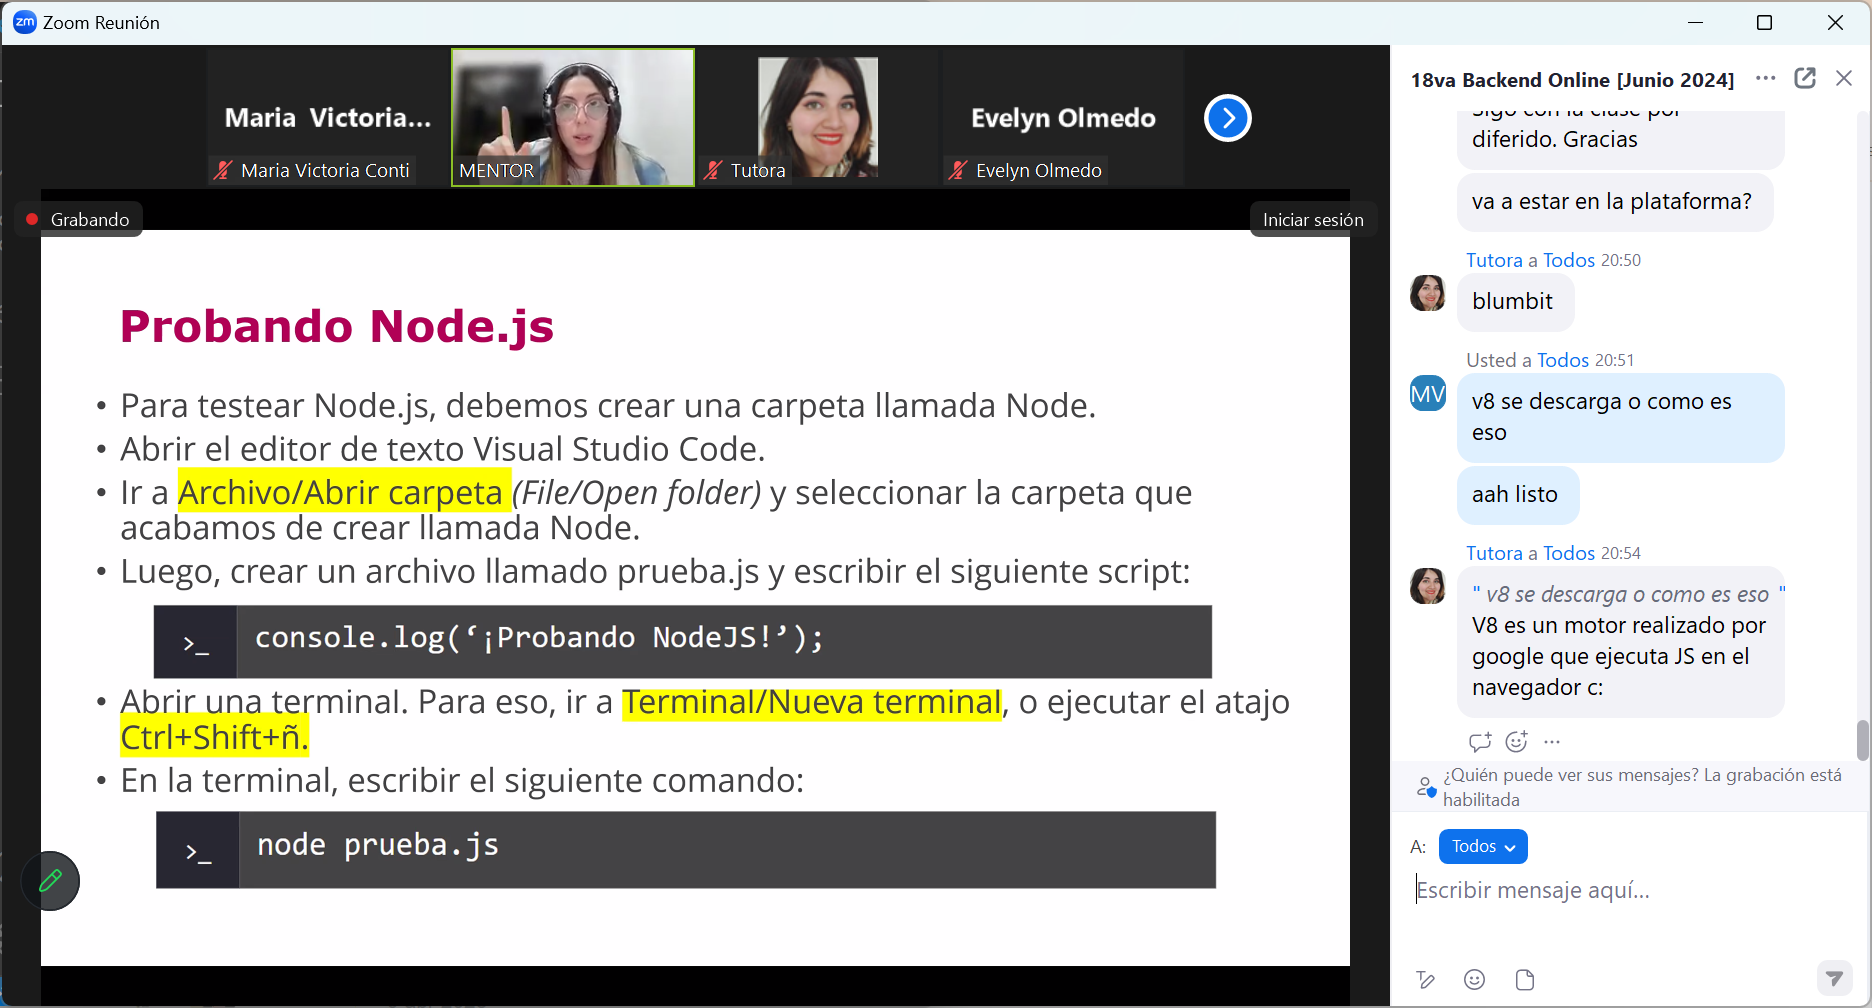 zm Zoom Reunión
Maria Victoria...
Maria Victoria Conti
MENTOR
Tutora
Evelyn Olmedo
Evelyn Olmedo
Grabando
Iniciar sesión
Probando Node.js
• Para testear Node.js, debemos crear una carpeta llamada Node.
• Abrir el editor de texto Visual Studio Code.
• Ir a Archivo/Abrir carpeta (File/Open folder) y seleccionar la carpeta que
acabamos de crear llamada Node.
• Luego, crear un archivo llamado prueba.js y escribir el siguiente script:
>_ console.log(‘¡Probando NodeJS!’);
• Abrir una terminal. Para eso, ir a Terminal/Nueva terminal, o ejecutar el atajo
Ctrl+Shift+ñ.
• En la terminal, escribir el siguiente comando:
>_ node prueba.js
18va Backend Online [Junio 2024]
Sigo con la clase por
diferido. Gracias
va a estar en la plataforma?
Tutora a Todos 20:50
blumbit
Usted a Todos 20:51
MV
v8 se descarga o como es
eso
aah listo
Tutora a Todos 20:54
" v8 se descarga o como es eso "
V8 es un motor realizado por
google que ejecuta JS en el
navegador c:
¿Quién puede ver sus mensajes? La grabación está
habilitada
A: Todos
Escribir mensaje aquí...